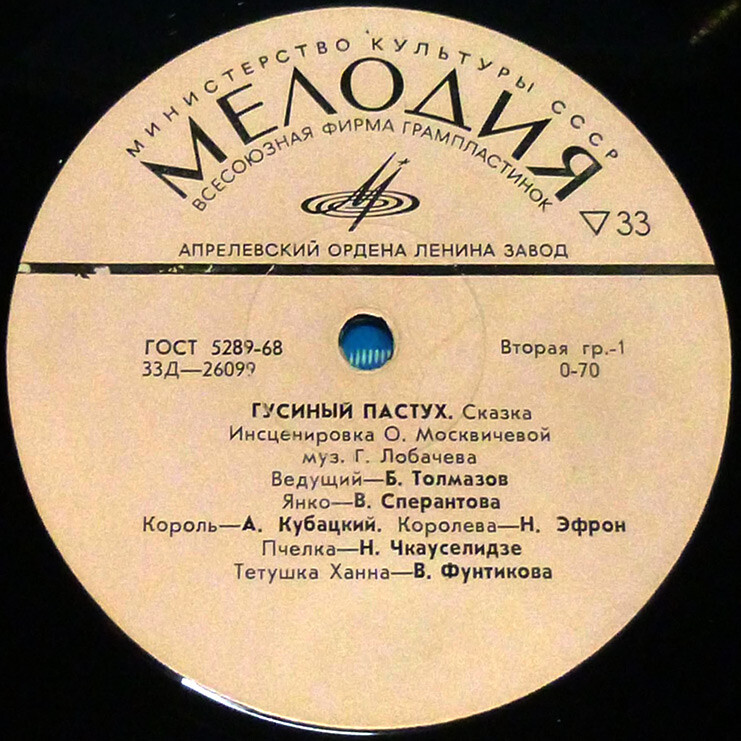 МИНИСТЕРСТВО КУЛЬТУРЫ СССР
МЕЛОДИЯ
ВСЕСОЮЗНАЯ ФИРМА ГРАМПЛАСТИНОК
33
АПРЕЛЕВСКИЙ ОРДЕНА ЛЕНИНА ЗАВОД
ГОСТ 5289-68 Вторая гр.-1
33Д—26099 0-70
ГУСИНЫЙ ПАСТУХ. Сказка
Инсценировка О. Москвичевой
муз. Г. Лобачева
Ведущий—Б. Толмазов
Янко—В. Сперантова
Король—А. Кубацкий. Королева—Н. Эфрон
Пчелка—Н. Чкауселидзе
Тетушка Ханна—В. Фунтикова